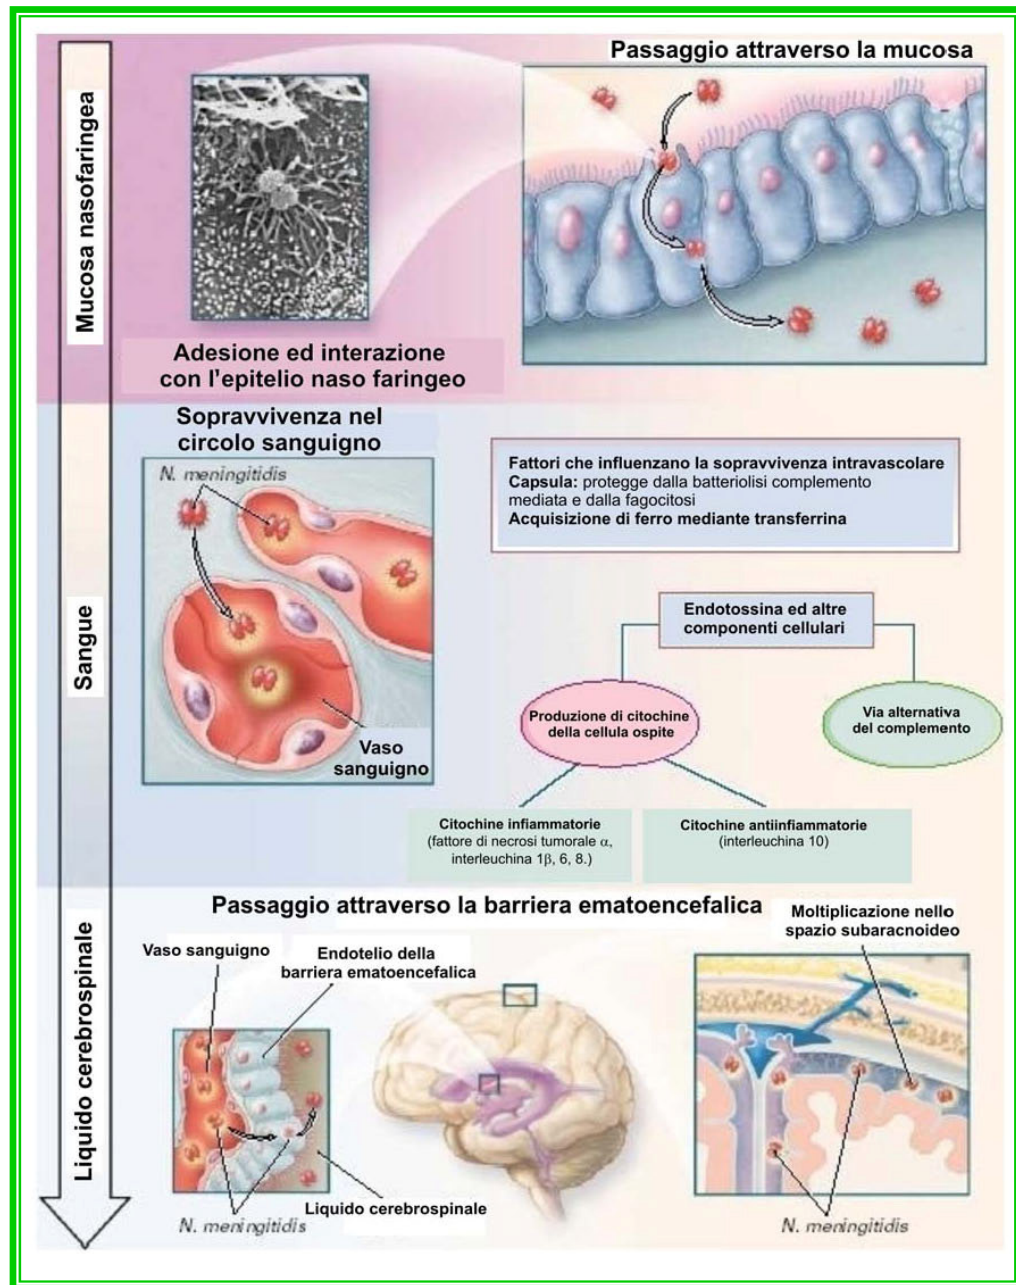 Mucosa nasofaringea
Passaggio attraverso la mucosa
Adesione ed interazione
con l'epitelio naso faringeo
Sangue
Sopravvivenza nel
circolo sanguigno
N. meningitidis
Vaso
sanguigno
Fattori che influenzano la sopravvivenza intravascolare
Capsula: protegge dalla batteriolisi complemento
mediata e dalla fagocitosi
Acquisizione di ferro mediante transferrina
Endotossina ed altre
componenti cellulari
Produzione di citochine
della cellula ospite
Via alternativa
del complemento
Citochine infiammatorie
(fattore di necrosi tumorale α,
interleuchina 1β, 6, 8.)
Citochine antiinfiammatorie
(interleuchina 10)
Liquido cerebrospinale
Passaggio attraverso la barriera ematoencefalica
Vaso sanguigno
Endotelio della
barriera ematoencefalica
Liquido cerebrospinale
N. meningitidis
Moltiplicazione nello
spazio subaracnoideo
N. meningitidis